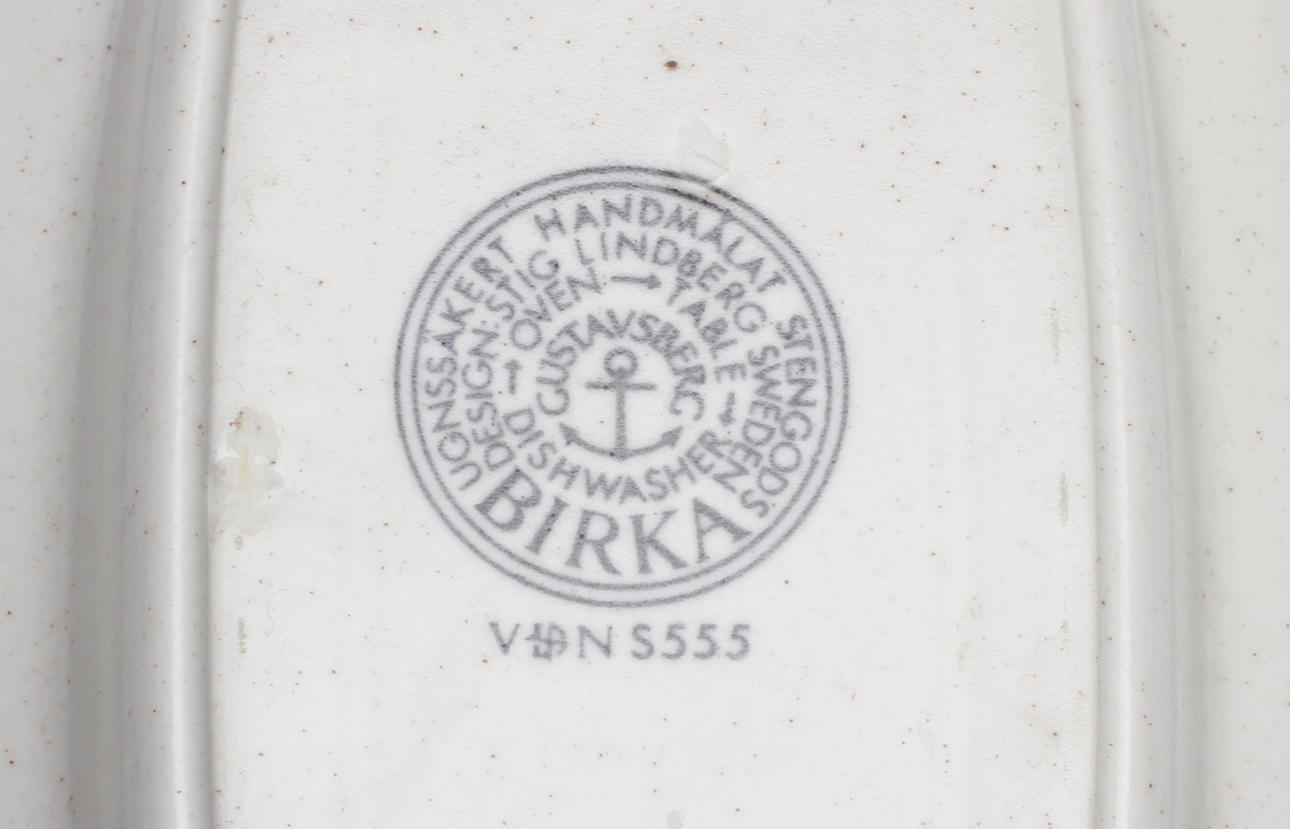 UGNSSÄKERT HANDMÅLAT STENGODS
DESIGN: STIG LINDBERG SWEDEN
→ OVEN → TABLE → DISHWASHER
GUSTAVSBERG
BIRKA
V N S555